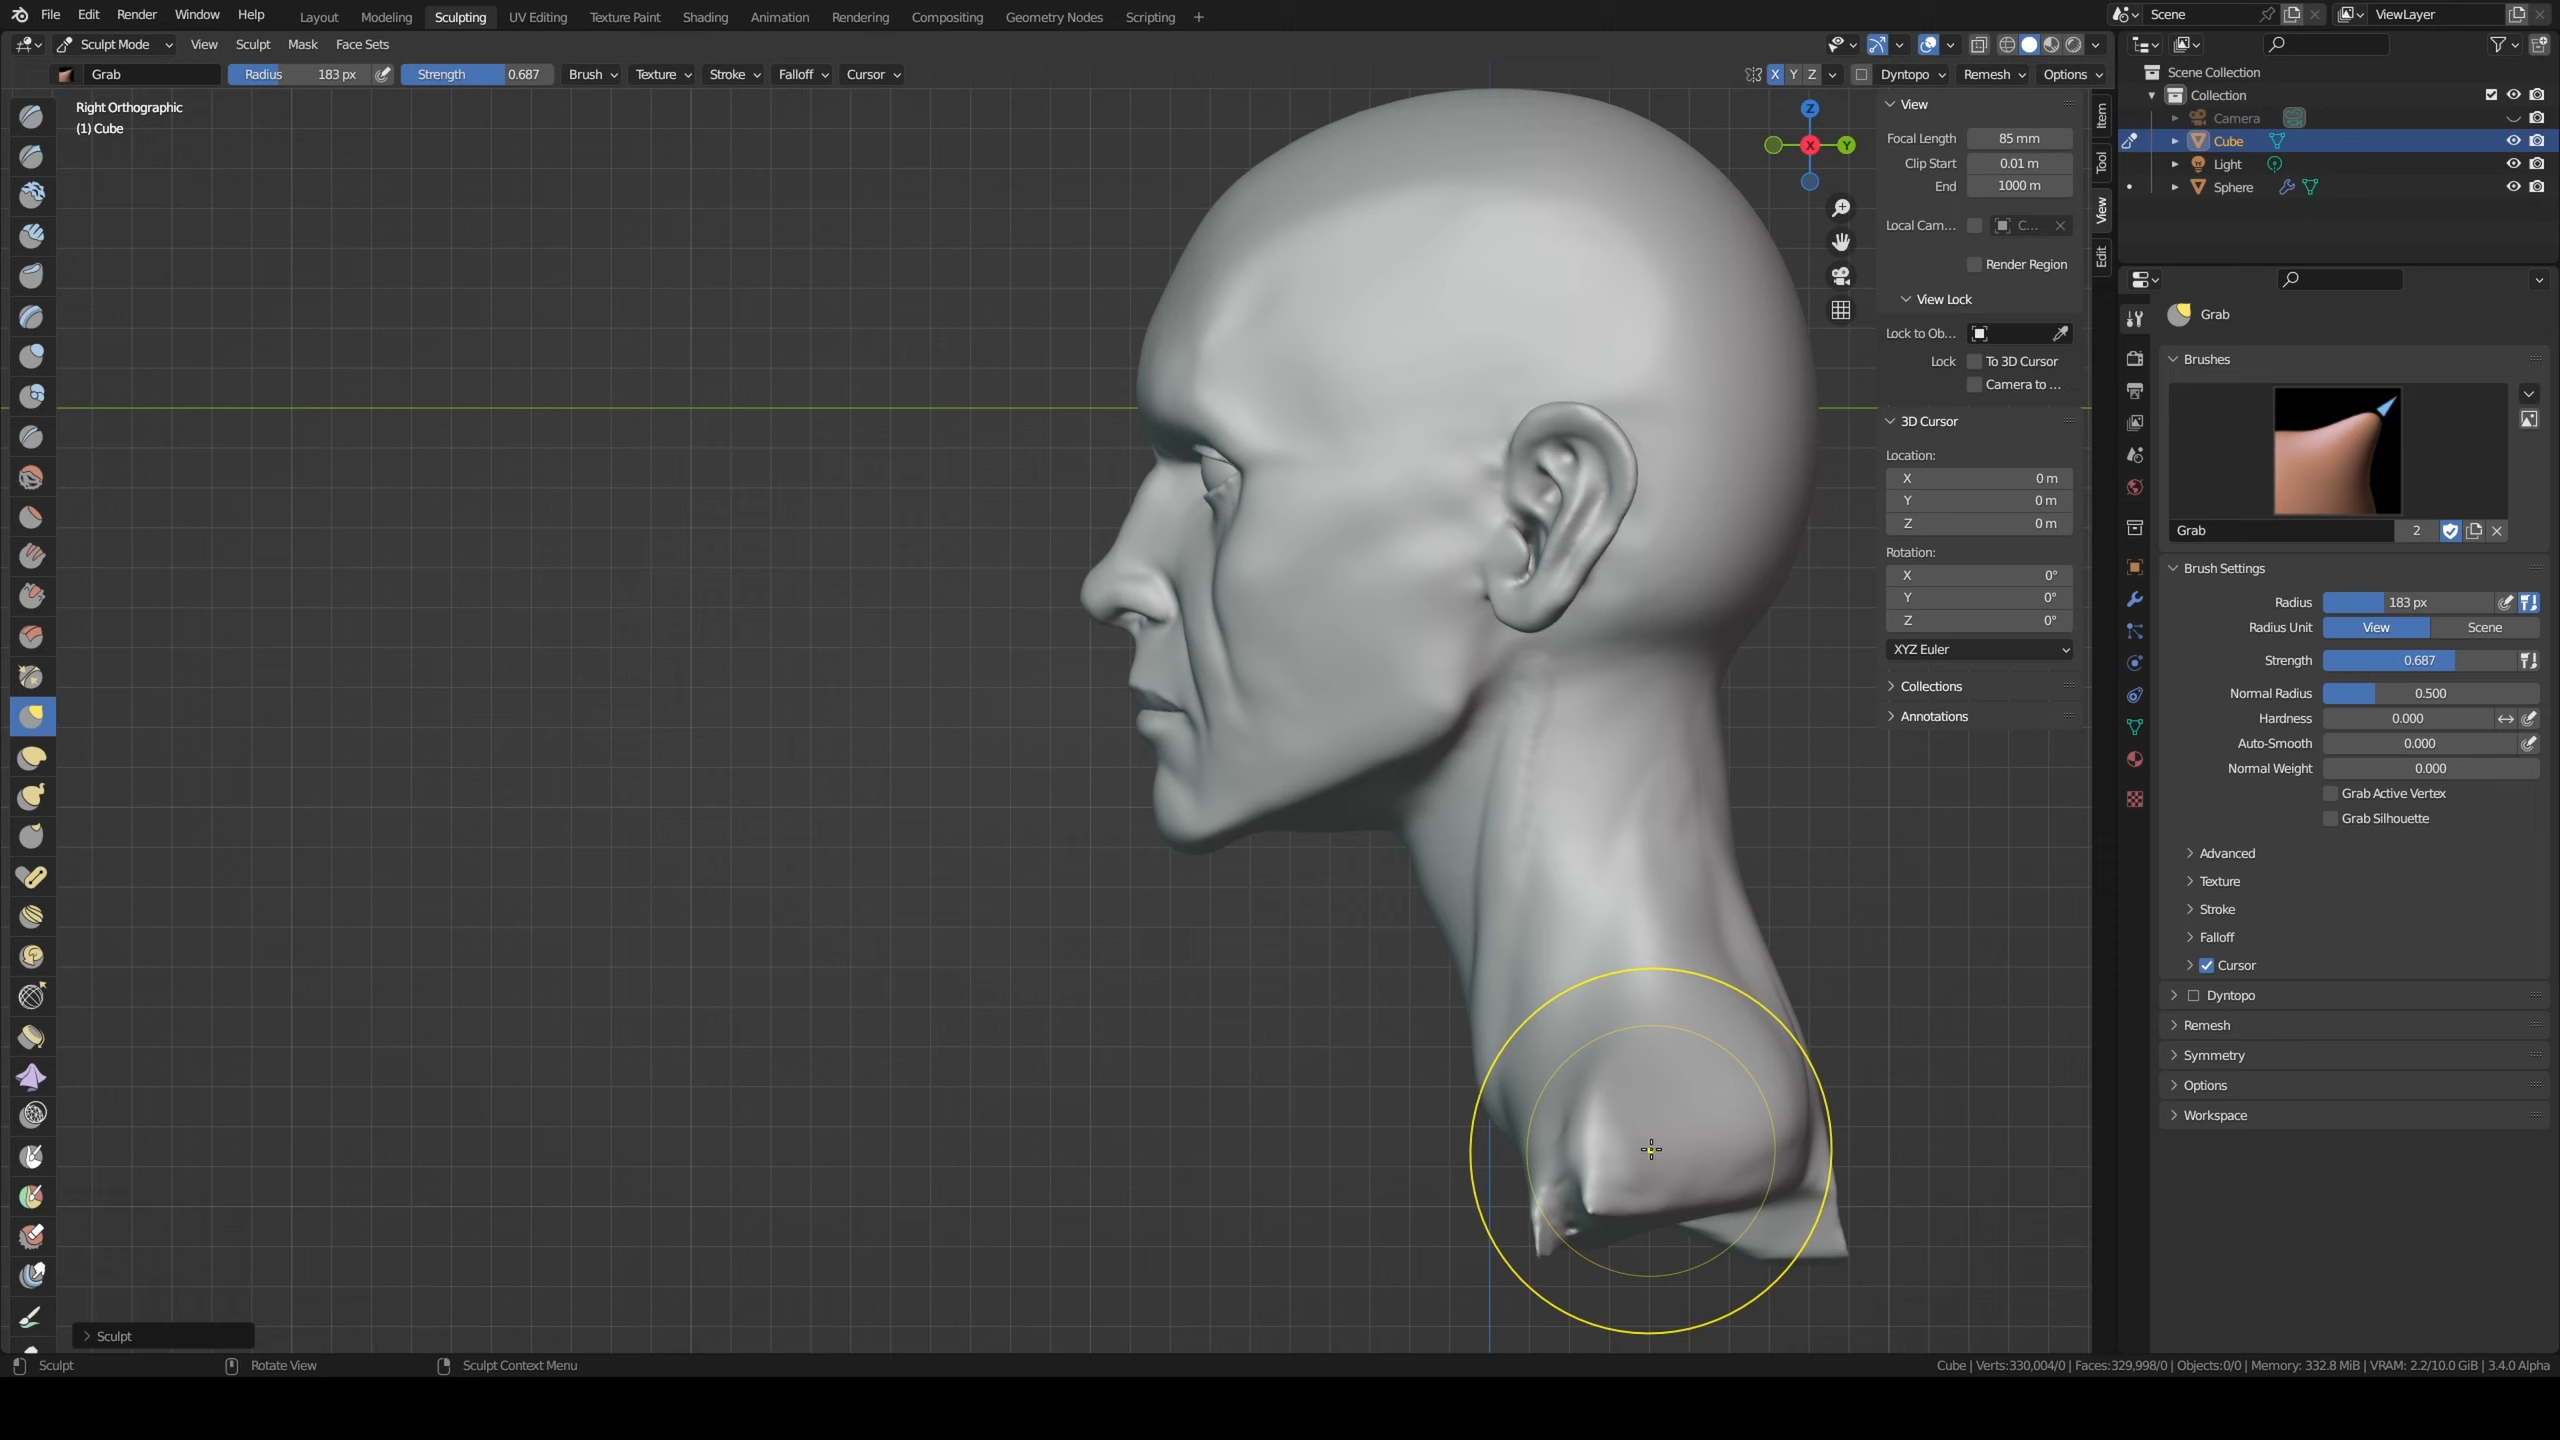 File Edit Render Window Help Layout Modeling Sculpting UV Editing Texture Paint Shading Animation Rendering Compositing Geometry Nodes Scripting + Scene ViewLayer
Sculpt Mode View Sculpt Mask Face Sets
Grab Radius 183 px Strength 0.687 Brush Texture Stroke Falloff Cursor X Y Z Dyntopo Remesh Options
Right Orthographic
(1) Cube
Z
X
Y
View
Focal Length 85 mm
Clip Start 0.01 m
End 1000 m
Local Cam... C...
Render Region
View Lock
Lock to Ob...
Lock To 3D Cursor
Camera to ...
3D Cursor
Location:
X 0 m
Y 0 m
Z 0 m
Rotation:
X 0°
Y 0°
Z 0°
XYZ Euler
Collections
Annotations
Item
Tool
View
Edit
Scene Collection
Collection
Camera
Cube
Light
Sphere
Grab
Brushes
Grab 2
Brush Settings
Radius 183 px
Radius Unit View Scene
Strength 0.687
Normal Radius 0.500
Hardness 0.000
Auto-Smooth 0.000
Normal Weight 0.000
Grab Active Vertex
Grab Silhouette
Advanced
Texture
Stroke
Falloff
Cursor
Dyntopo
Remesh
Symmetry
Options
Workspace
Sculpt
Sculpt Rotate View Sculpt Context Menu Cube | Verts:330,004/0 | Faces:329,998/0 | Objects:0/0 | Memory: 332.8 MiB | VRAM: 2.2/10.0 GiB | 3.4.0 Alpha